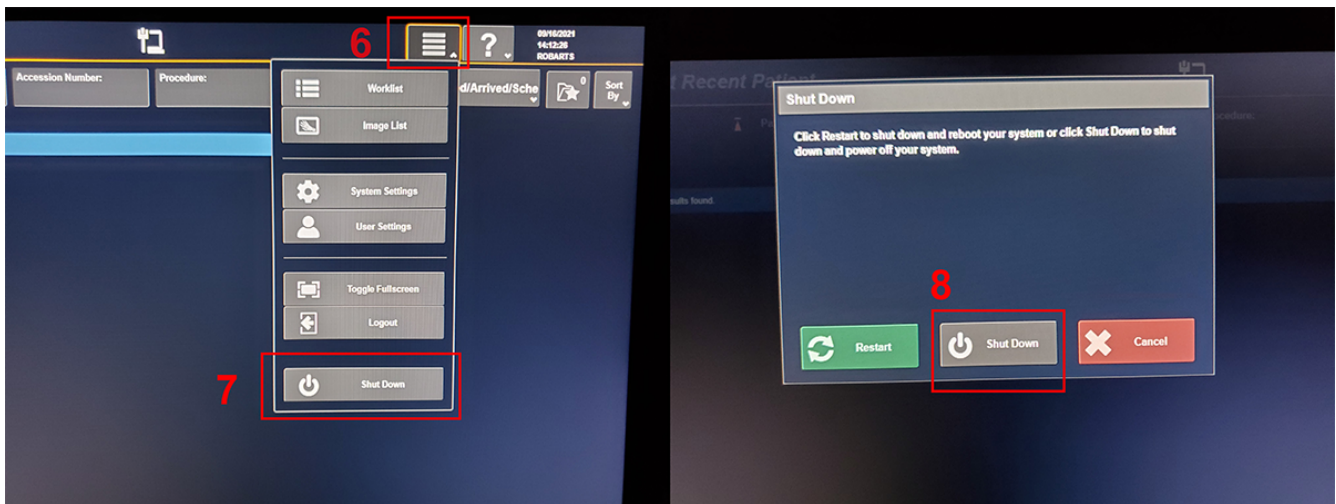 6
?
09/16/2021
14:12:26
ROBARTS
Accession Number:
Procedure:
d/Arrived/Sche
0
Sort
By
Worklist
Image List
System Settings
User Settings
Toggle Fullscreen
Logout
7
Shut Down
t Recent Patient
Shut Down
Pa
ocedure:
Click Restart to shut down and reboot your system or click Shut Down to shut
down and power off your system.
sults found.
8
Restart
Shut Down
Cancel